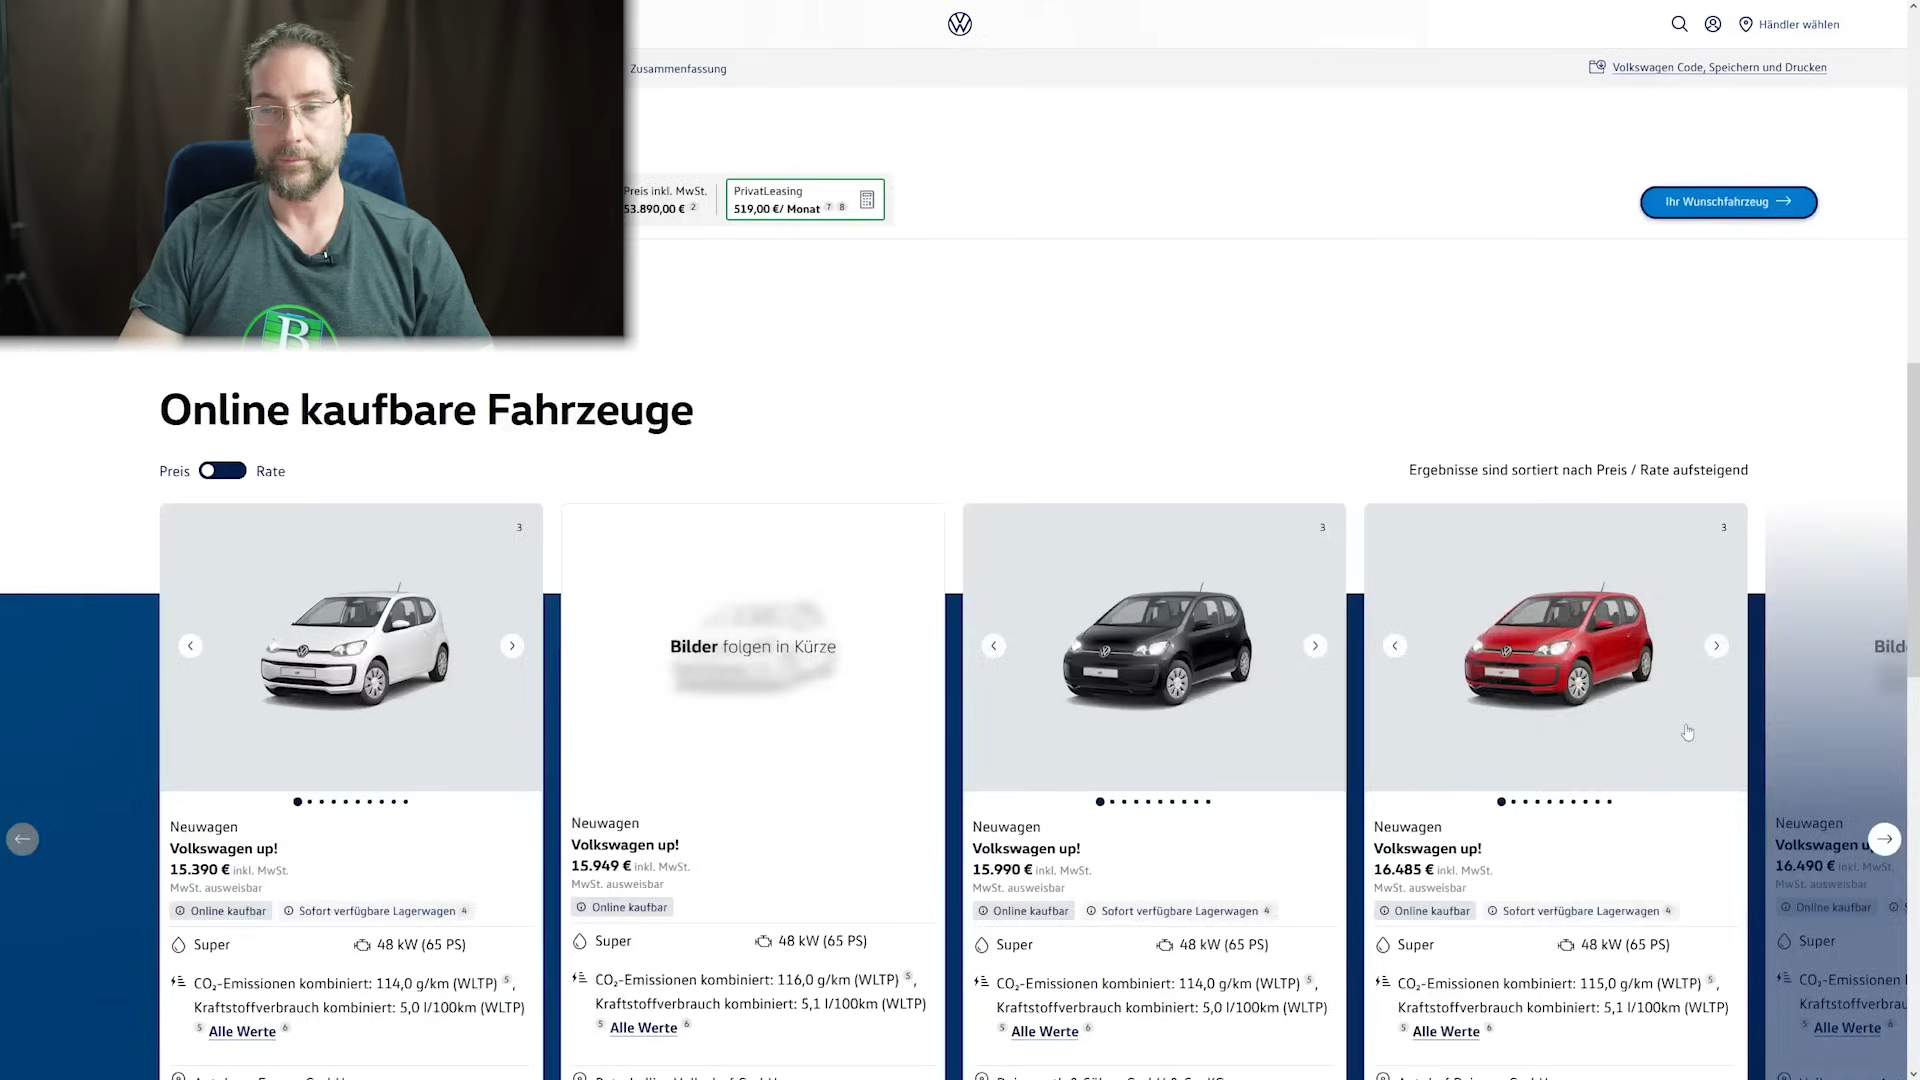 Händler wählen
Zusammenfassung
Volkswagen Code, Speichern und Drucken
Preis inkl. MwSt.
53.890,00 € 2
PrivatLeasing
519,00 €/ Monat 7 8
Ihr Wunschfahrzeug
B
Online kaufbare Fahrzeuge
Preis
Rate
Ergebnisse sind sortiert nach Preis / Rate aufsteigend
3
Neuwagen
Volkswagen up!
15.390 € inkl. MwSt.
MwSt. ausweisbar
Online kaufbar
Sofort verfügbare Lagerwagen 4
Super
48 kW (65 PS)
CO₂-Emissionen kombiniert: 114,0 g/km (WLTP) 5,
Kraftstoffverbrauch kombiniert: 5,0 l/100km (WLTP)
5 Alle Werte 6
Bilder folgen in Kürze
Neuwagen
Volkswagen up!
15.949 € inkl. MwSt.
MwSt. ausweisbar
Online kaufbar
Super
48 kW (65 PS)
CO₂-Emissionen kombiniert: 116,0 g/km (WLTP) 5,
Kraftstoffverbrauch kombiniert: 5,1 l/100km (WLTP)
5 Alle Werte 6
3
Neuwagen
Volkswagen up!
15.990 € inkl. MwSt.
MwSt. ausweisbar
Online kaufbar
Sofort verfügbare Lagerwagen 4
Super
48 kW (65 PS)
CO₂-Emissionen kombiniert: 114,0 g/km (WLTP) 5,
Kraftstoffverbrauch kombiniert: 5,0 l/100km (WLTP)
5 Alle Werte 6
3
Neuwagen
Volkswagen up!
16.485 € inkl. MwSt.
MwSt. ausweisbar
Online kaufbar
Sofort verfügbare Lagerwagen 4
Super
48 kW (65 PS)
CO₂-Emissionen kombiniert: 115,0 g/km (WLTP) 5,
Kraftstoffverbrauch kombiniert: 5,1 l/100km (WLTP)
5 Alle Werte 6
Bild
Neuwagen
Volkswagen u
16.490 € inkl. MwSt.
MwSt. ausweisbar
Online kaufbar
Super
CO₂-Emissionen
Kraftstoffverbrau
5 Alle Werte 6